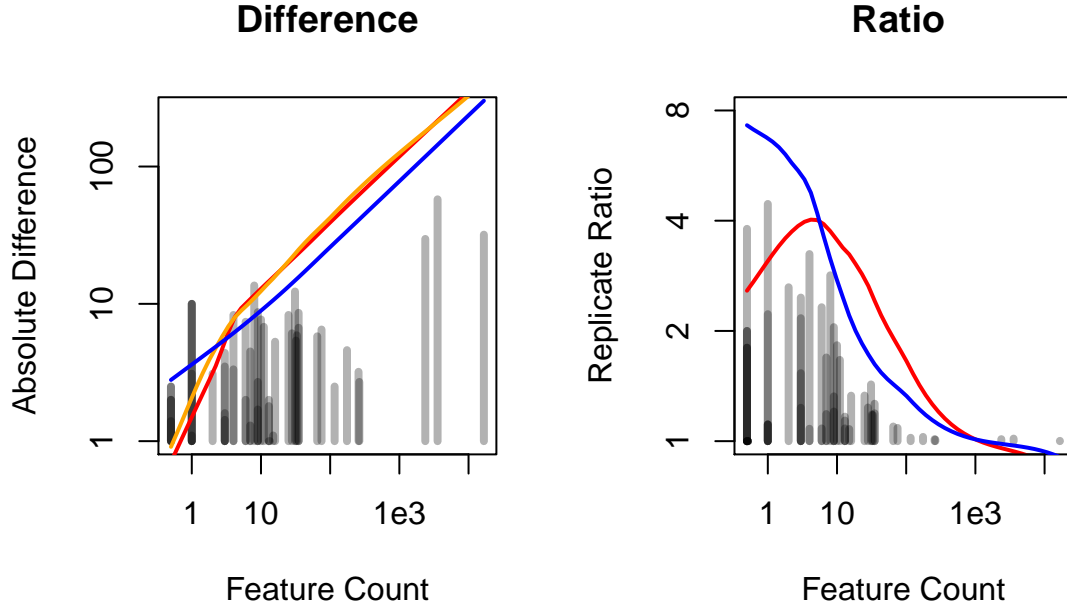 Difference
Absolute Difference
100
10
1
1
10
1e3
Feature Count
Ratio
Replicate Ratio
8
4
2
1
1
10
1e3
Feature Count